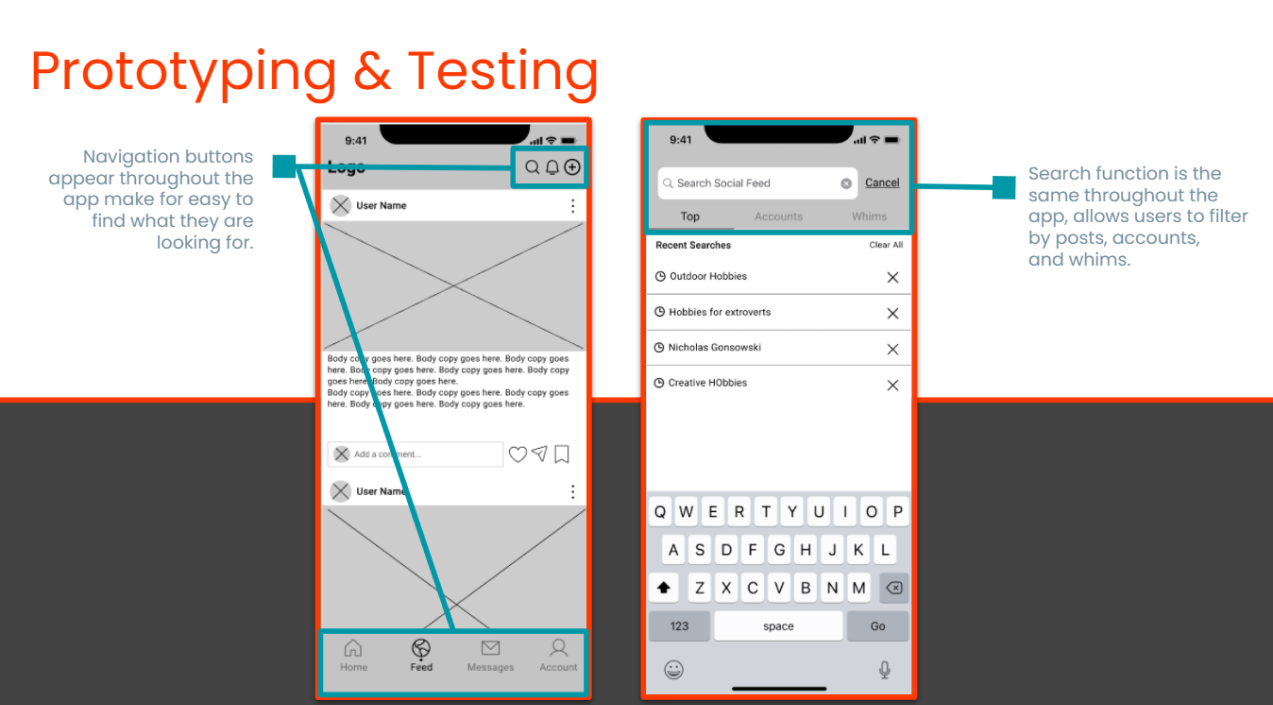 Prototyping & Testing
Navigation buttons
appear throughout the
app make for easy to
find what they are
looking for.
9:41
Logo
User Name
Body copy goes here. Body copy goes here. Body copy goes
here. Body copy goes here. Body copy goes here. Body copy
goes here. Body copy goes here.
Body copy goes here. Body copy goes here. Body copy goes
here. Body copy goes here. Body copy goes here.
Add a comment...
User Name
Home
Feed
Messages
Account
9:41
Search Social Feed
Cancel
Top
Accounts
Whims
Recent Searches
Clear All
Outdoor Hobbies
Hobbies for extroverts
Nicholas Gonsowski
Creative HObbies
Q W E R T Y U I O P
A S D F G H J K L
Z X C V B N M
123
space
Go
Search function is the
same throughout the
app, allows users to filter
by posts, accounts,
and whims.